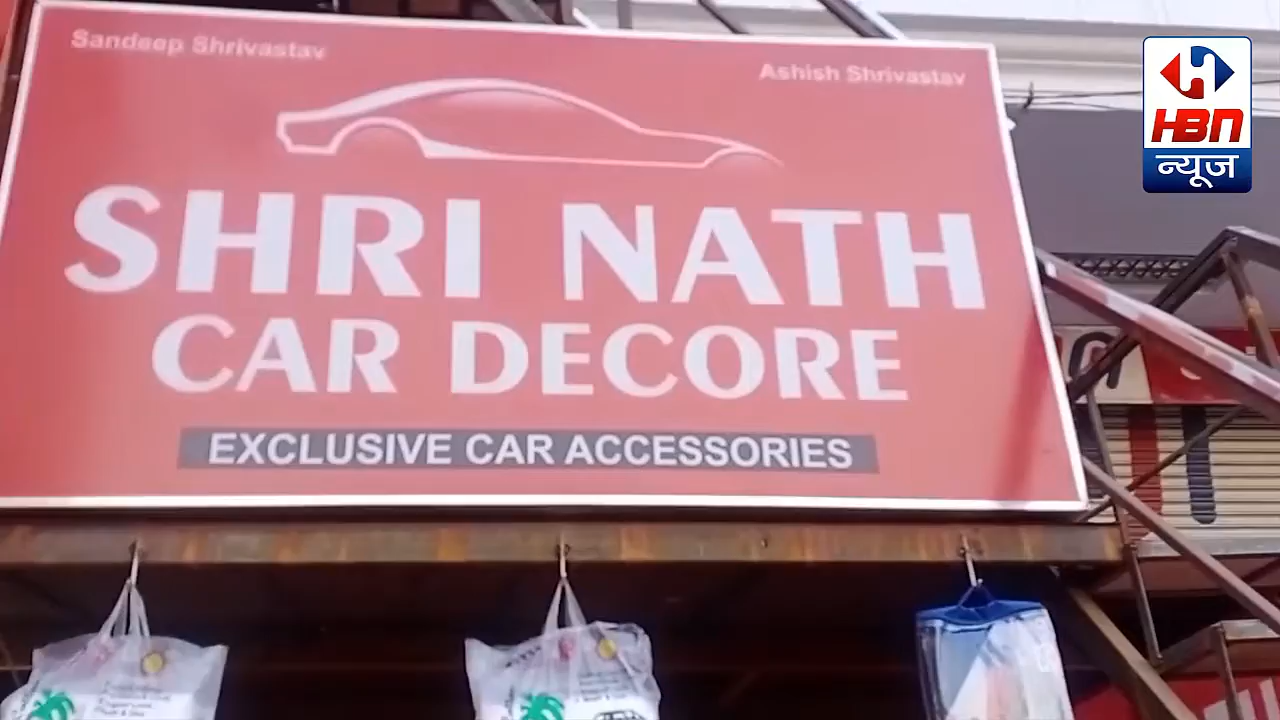 Sandeep Shrivastav
Ashish Shrivastav
HBN
न्यूज
SHRI NATH
CAR DECORE
EXCLUSIVE CAR ACCESSORIES